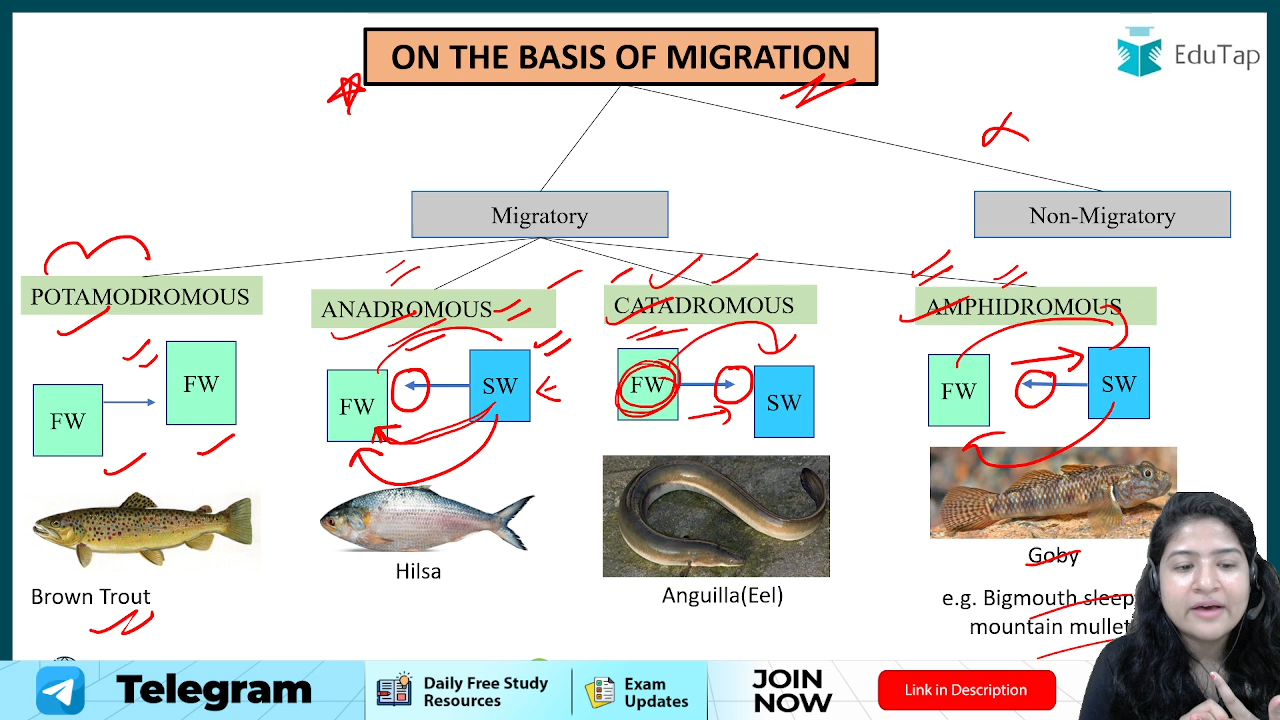 ON THE BASIS OF MIGRATION
EduTap
Migratory
Non-Migratory
POTAMODROMOUS
ANADROMOUS
CATADROMOUS
AMPHIDROMOUS
FW
FW
FW
SW
FW
SW
FW
SW
Brown Trout
Hilsa
Anguilla(Eel)
Goby
e.g. Bigmouth
mountain mullet
Telegram
Daily Free Study
Resources
Exam
Updates
JOIN
NOW
Link in Description